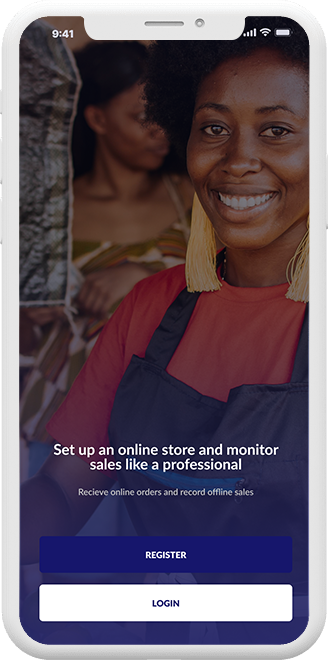 9:41
Set up an online store and monitor
sales like a professional
Recieve online orders and record offline sales
REGISTER
LOGIN